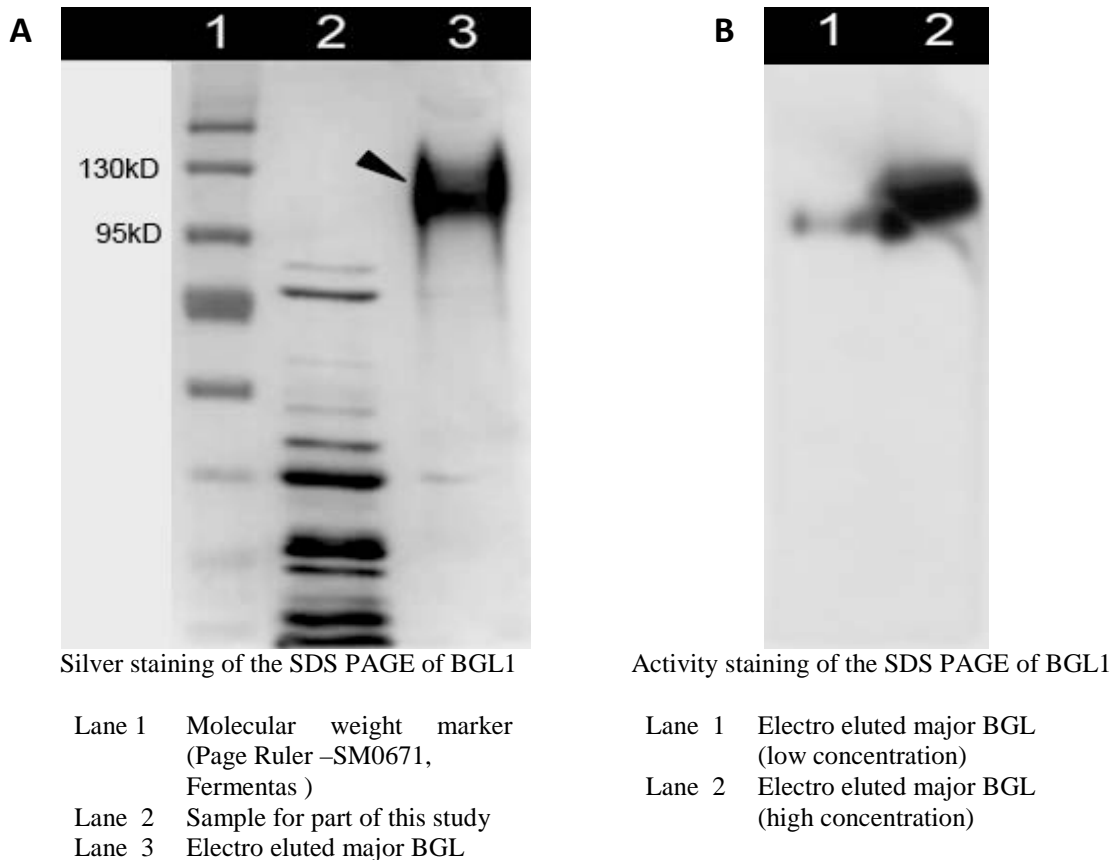 A
1 2 3
130kD
95kD
Silver staining of the SDS PAGE of BGL1
Lane 1 Molecular weight marker
(Page Ruler –SM0671,
Fermentas )
Lane 2 Sample for part of this study
Lane 3 Electro eluted major BGL
B
1 2
Activity staining of the SDS PAGE of BGL1
Lane 1 Electro eluted major BGL
(low concentration)
Lane 2 Electro eluted major BGL
(high concentration)